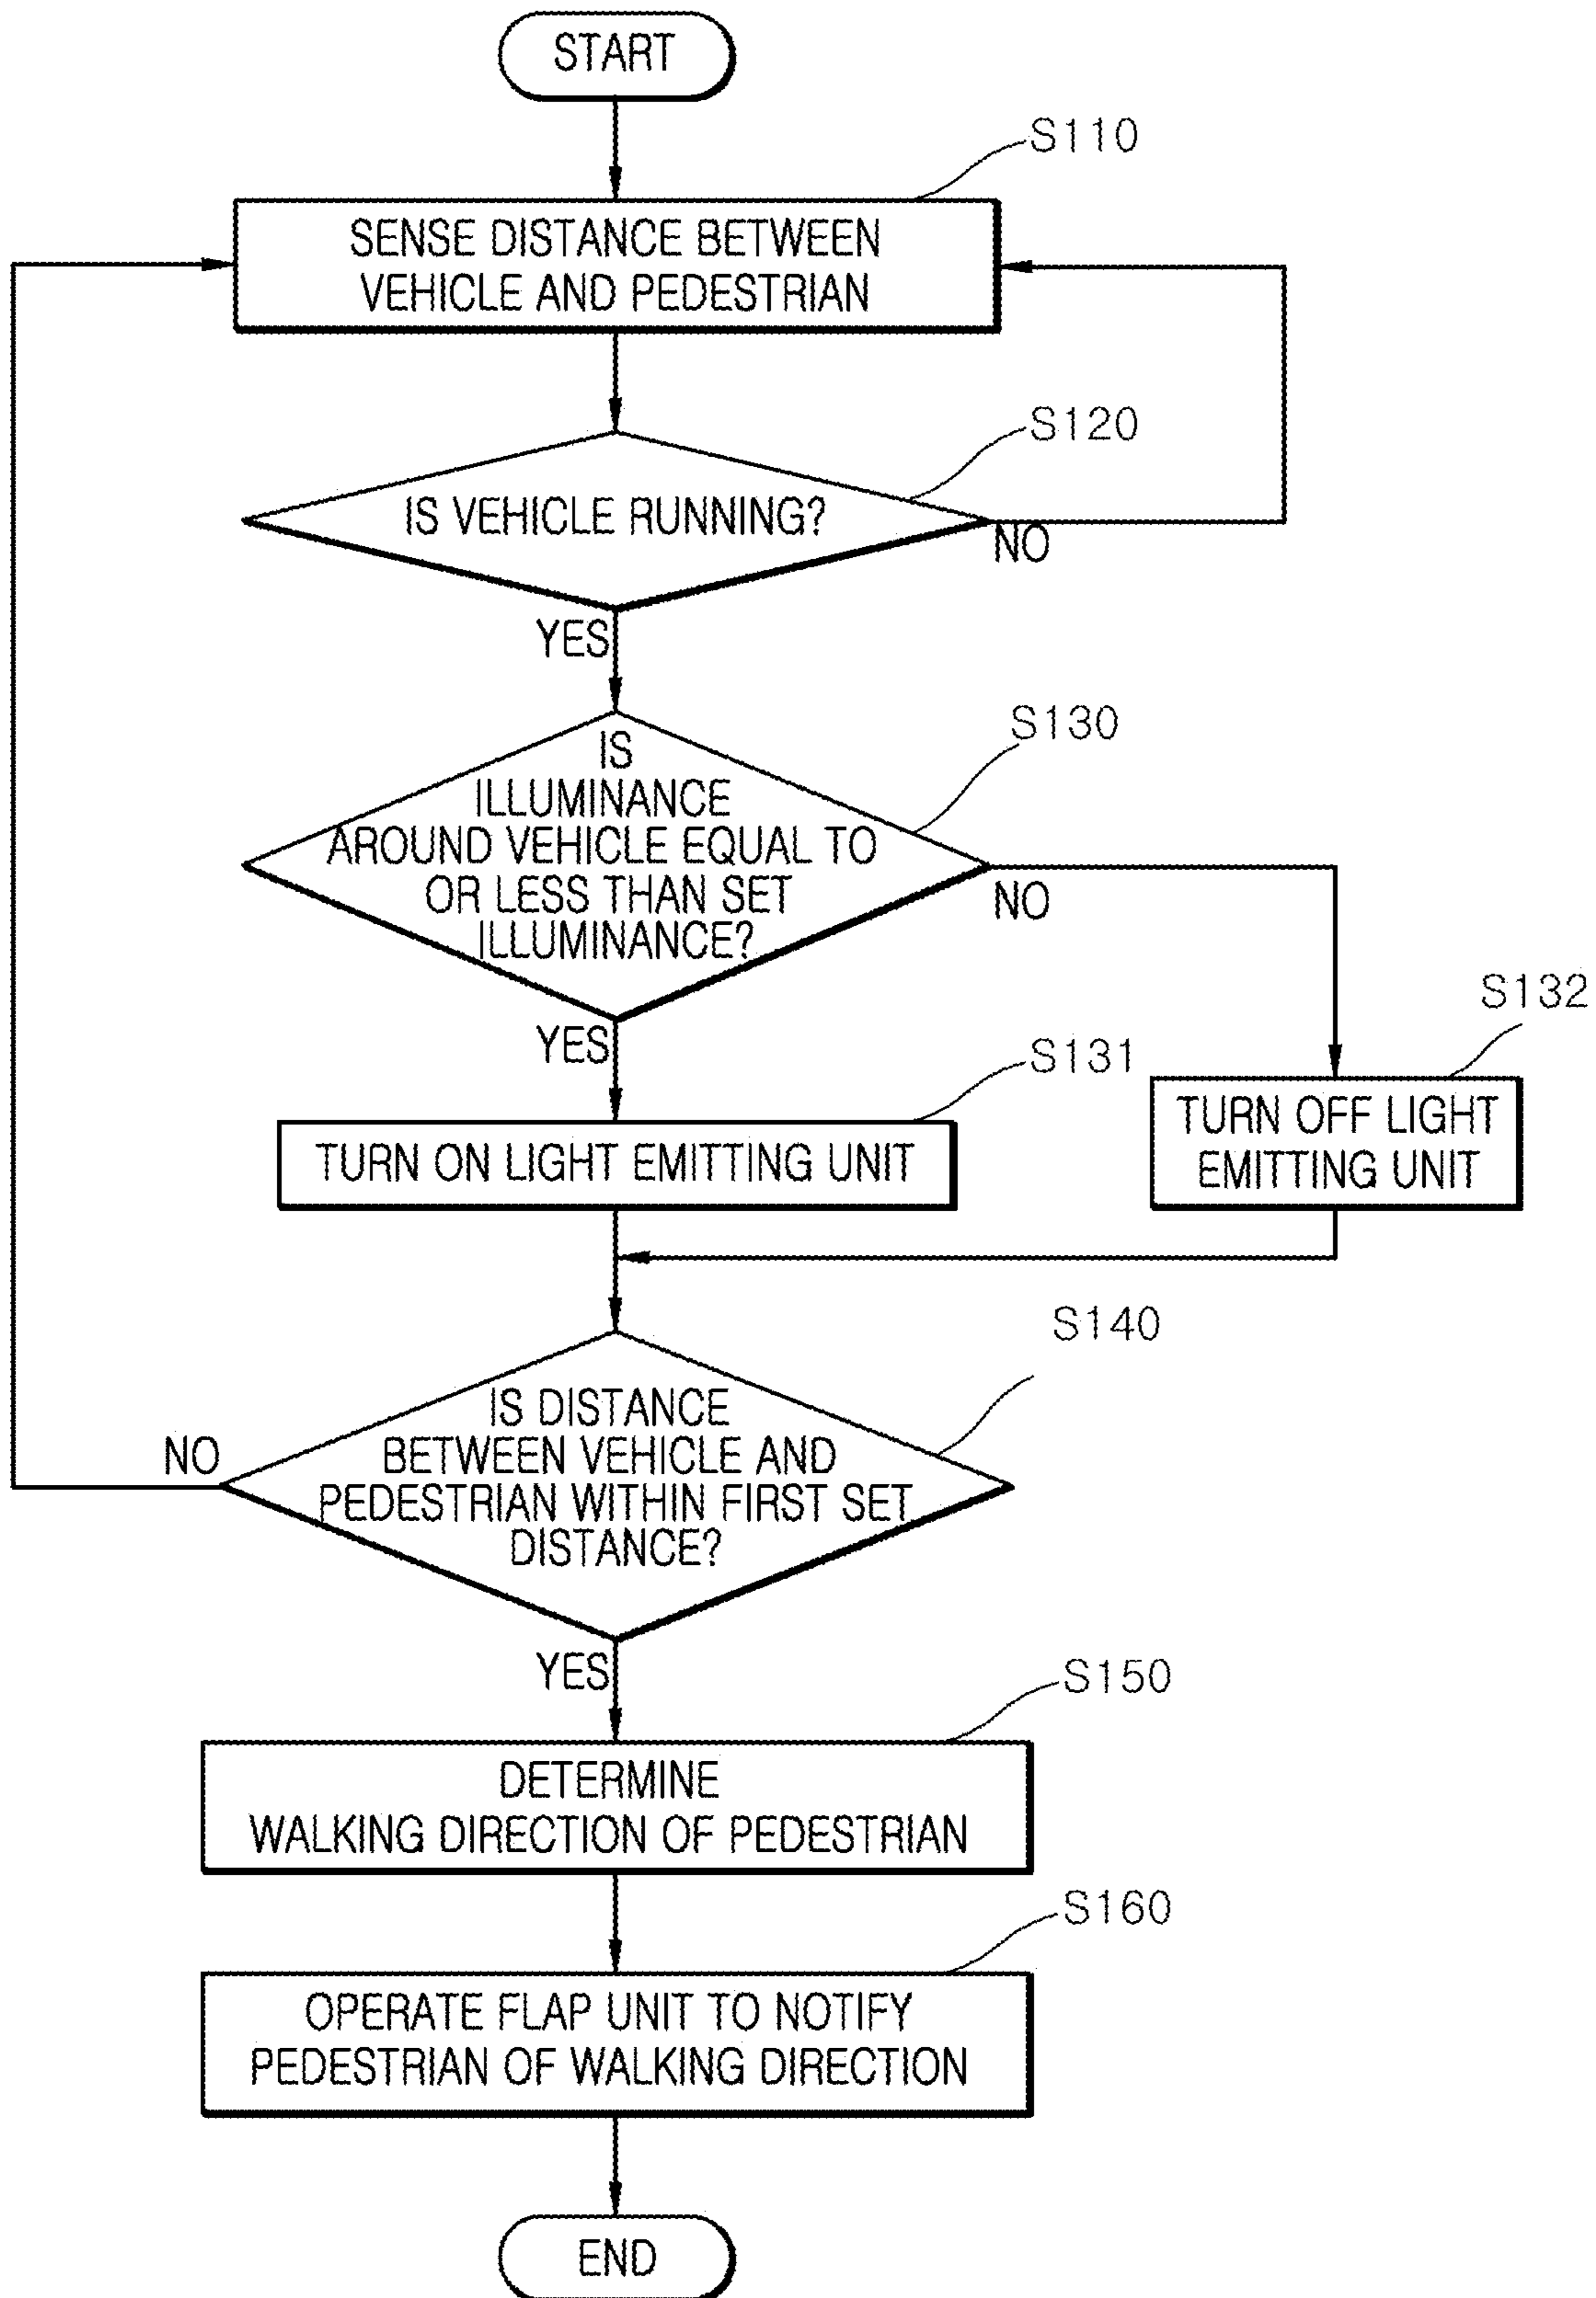 START
S110
SENSE DISTANCE BETWEEN
VEHICLE AND PEDESTRIAN
S120
IS VEHICLE RUNNING?
NO
YES
S130
IS
ILLUMINANCE
AROUND VEHICLE EQUAL TO
OR LESS THAN SET
ILLUMINANCE?
NO
YES
S131
TURN ON LIGHT EMITTING UNIT
S132
TURN OFF LIGHT
EMITTING UNIT
S140
IS DISTANCE
BETWEEN VEHICLE AND
PEDESTRIAN WITHIN FIRST SET
DISTANCE?
NO
YES
S150
DETERMINE
WALKING DIRECTION OF PEDESTRIAN
S160
OPERATE FLAP UNIT TO NOTIFY
PEDESTRIAN OF WALKING DIRECTION
END